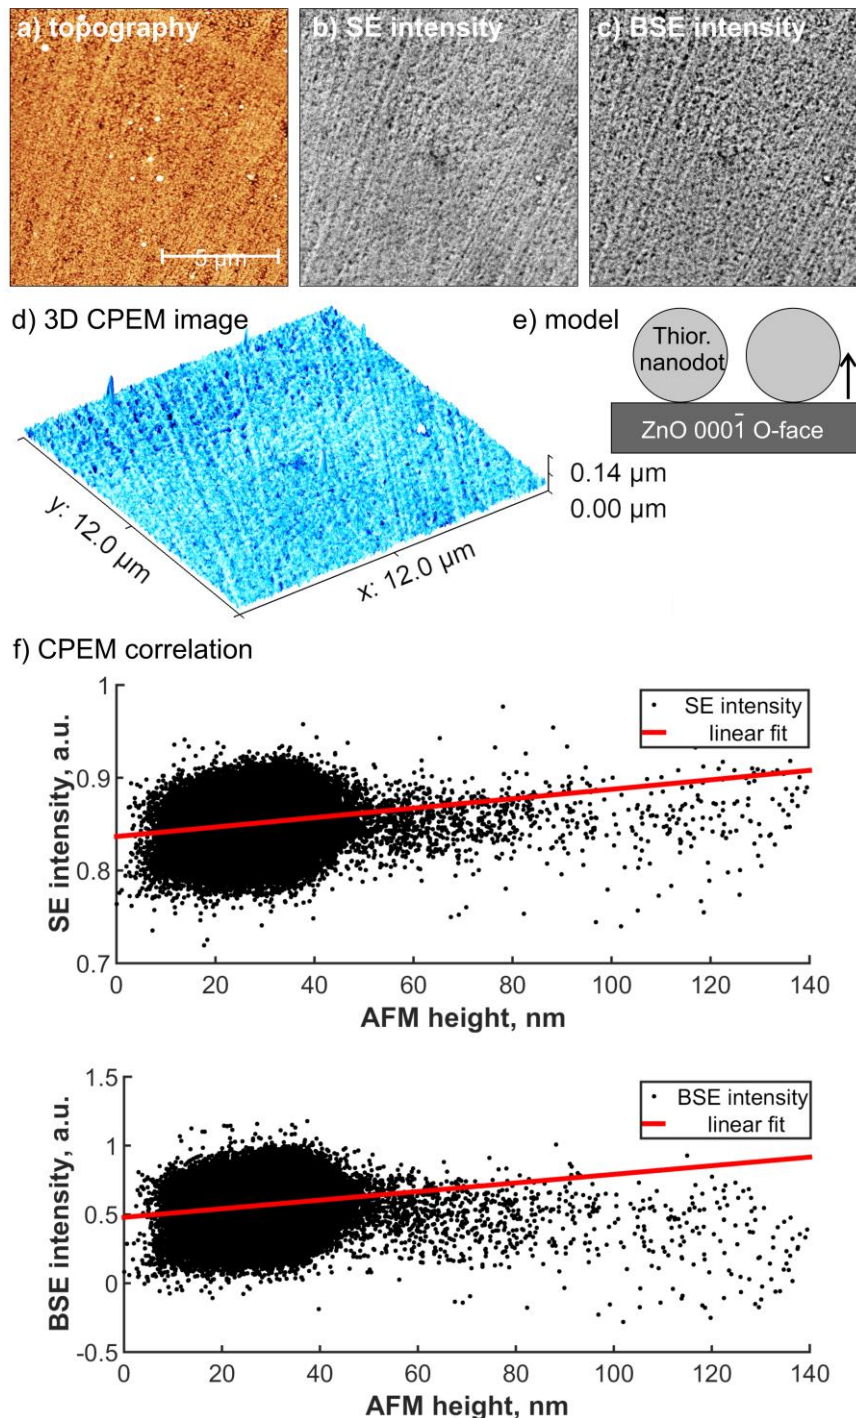 a) topography
b) SE intensity
c) BSE intensity
5 μm
d) 3D CPEM image
y: 12.0 μm
x: 12.0 μm
0.14 μm
0.00 μm
e) model
Thior.
nanodot
ZnO 0001̄ O-face
f) CPEM correlation
SE intensity, a.u.
1
0.9
0.8
0.7
0 20 40 60 80 100 120 140
AFM height, nm
SE intensity
linear fit
BSE intensity, a.u.
1.5
1
0.5
0
-0.5
0 20 40 60 80 100 120 140
AFM height, nm
BSE intensity
linear fit